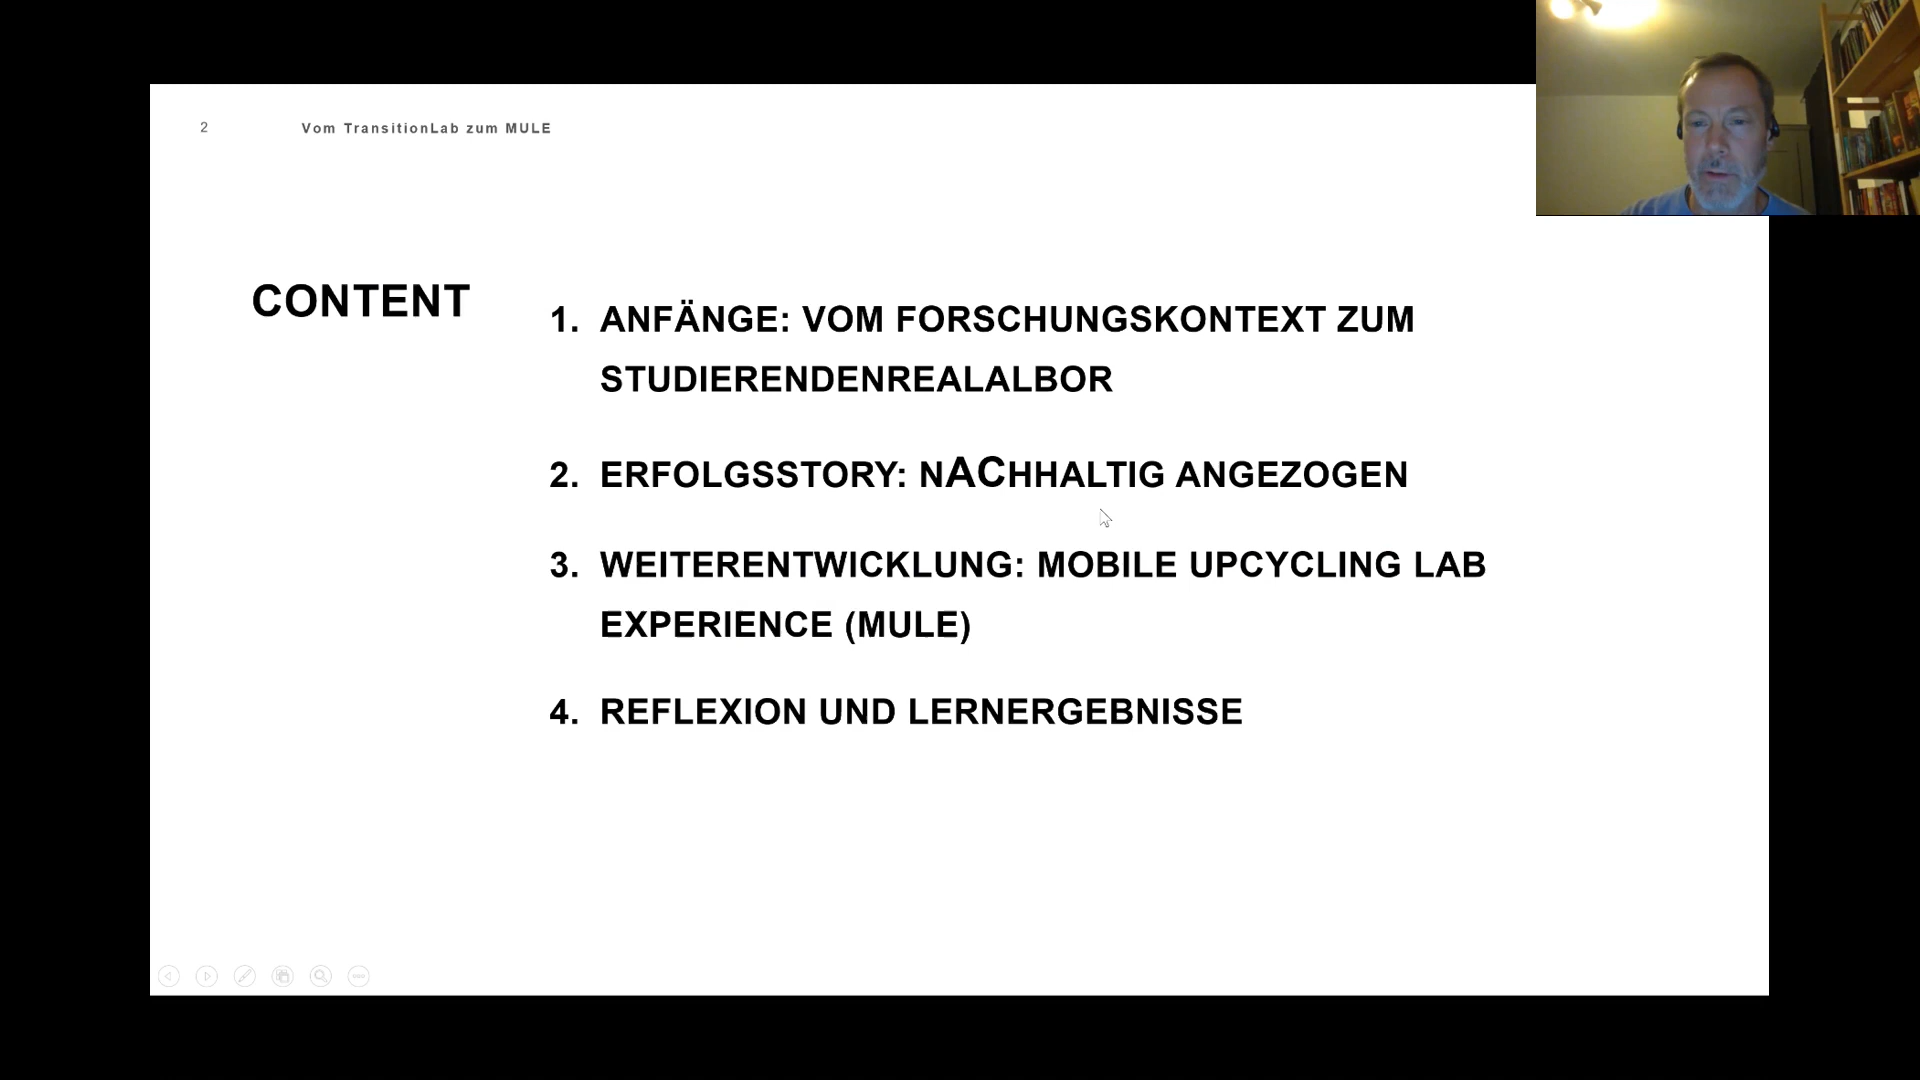 2
Vom TransitionLab zum MULE
CONTENT
1. ANFÄNGE: VOM FORSCHUNGSKONTEXT ZUM
STUDIERENDENREALALBOR
2. ERFOLGSSTORY: NACHHALTIG ANGEZOGEN
3. WEITERENTWICKLUNG: MOBILE UPCYCLING LAB
EXPERIENCE (MULE)
4. REFLEXION UND LERNERGEBNISSE